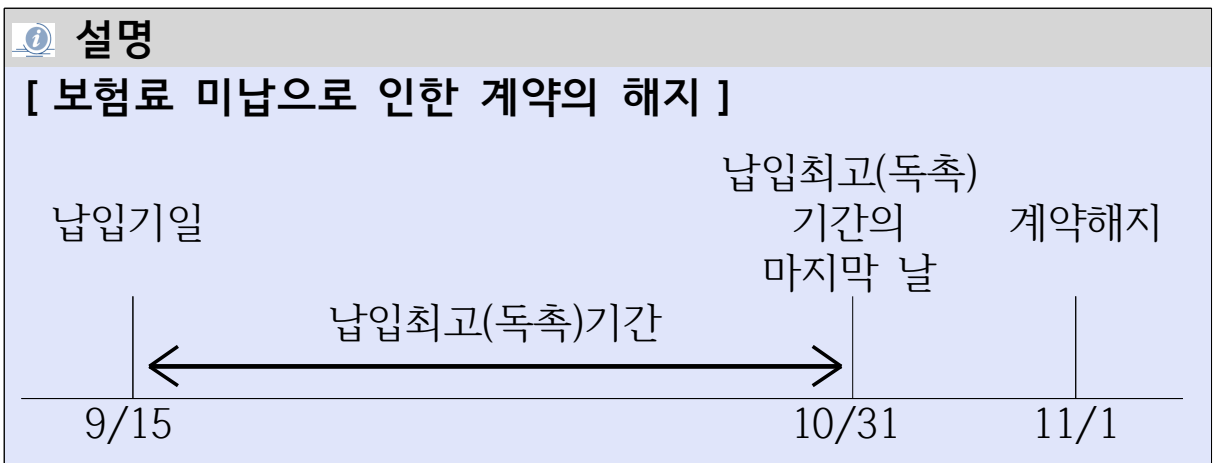 설명
[ 보험료 미납으로 인한 계약의 해지 ]
납입기일
납입최고(독촉)
기간의
마지막 날
계약해지
납입최고(독촉)기간
9/15
10/31
11/1